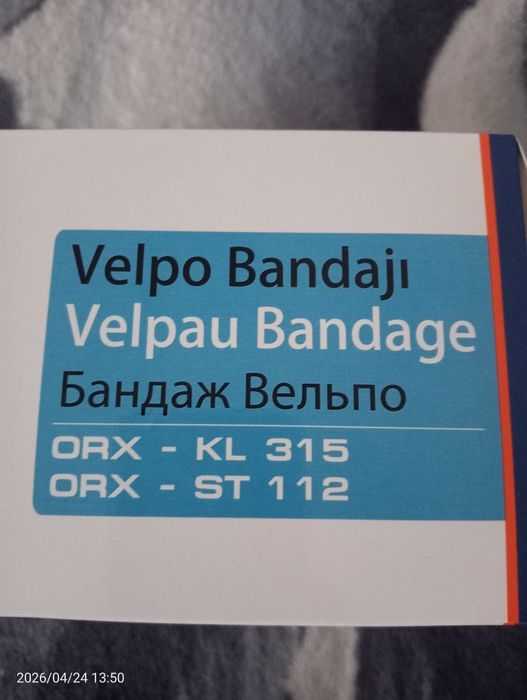 Velpo Bandajı
Velpau Bandage
Бандаж Вельпо
ORX - KL 315
ORX - ST 112
2026/04/24 13:50